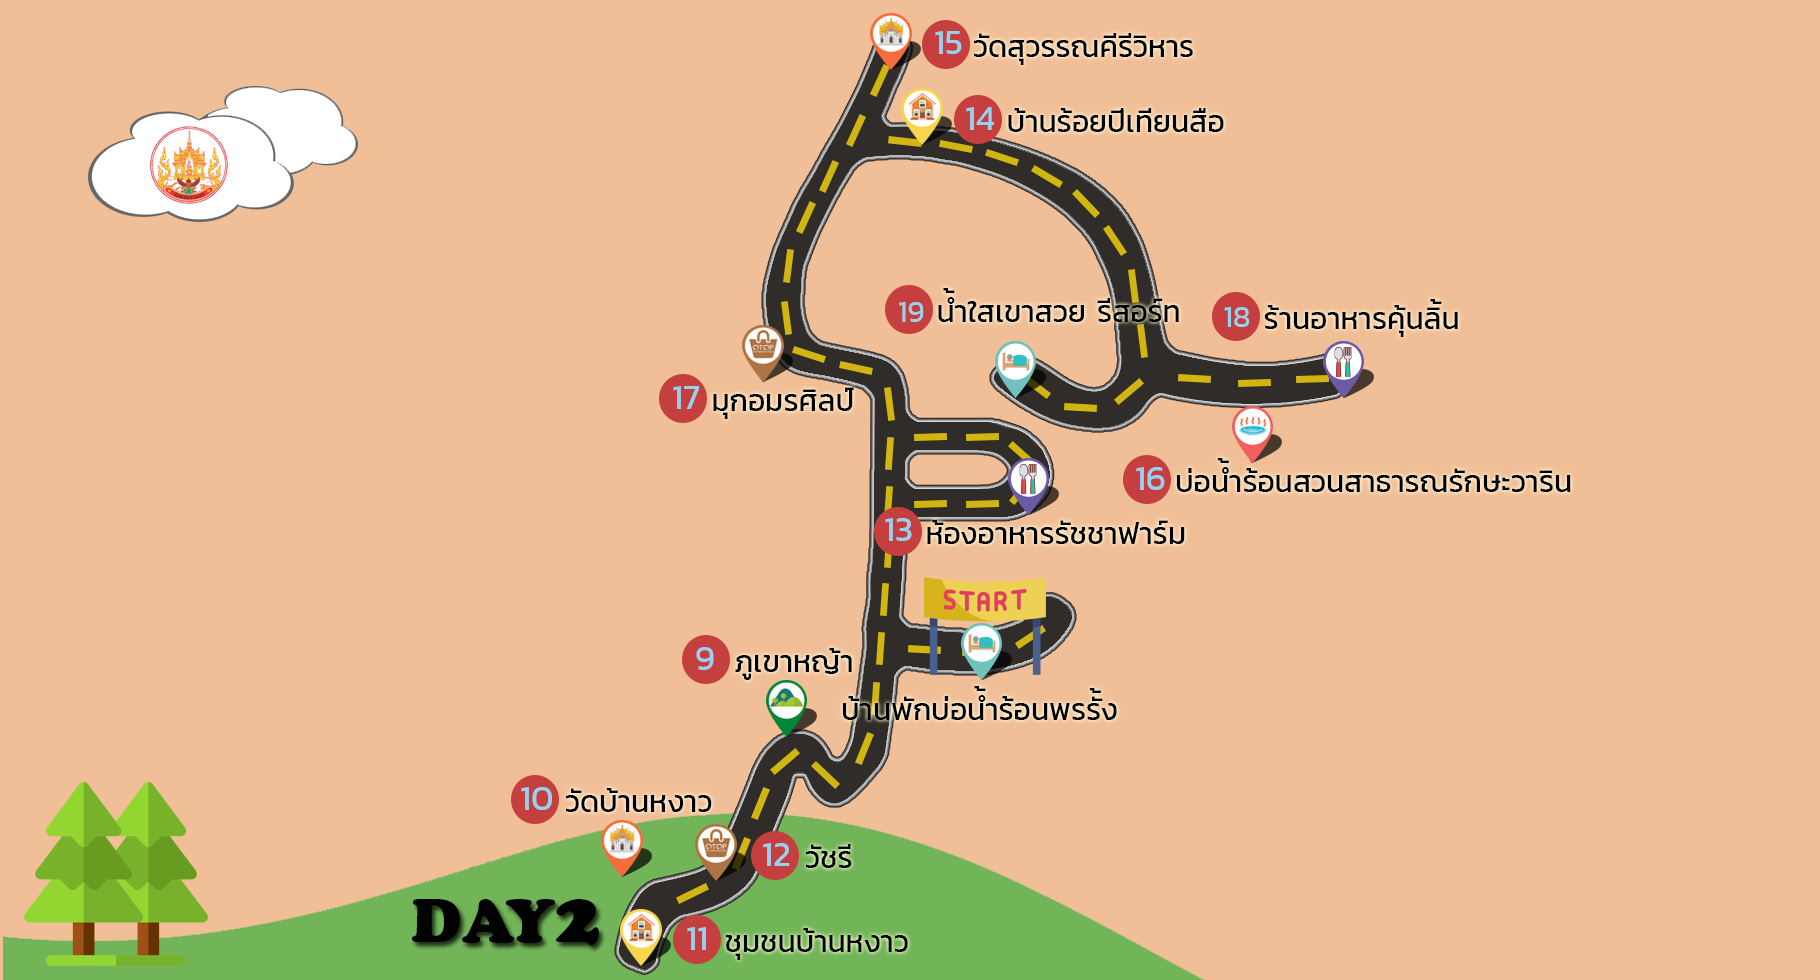 15 วัดสุวรรณคีรีวิหาร
14 บ้านร้อยปีเทียนสือ
19 น้ำใสเขาสวย รีสอร์ท
18 ร้านอาหารคุ้นลิ้น
OTOP
17 มุกอมรศิลป์
16 บ่อน้ำร้อนสวนสาธารณรักษะวาริน
13 ห้องอาหารรัชชาฟาร์ม
START
9 ภูเขาหญ้า
บ้านพักบ่อน้ำร้อนพรรั้ง
10 วัดบ้านหงาว
OTOP
12 วัชรี
DAY2
11 ชุมชนบ้านหงาว